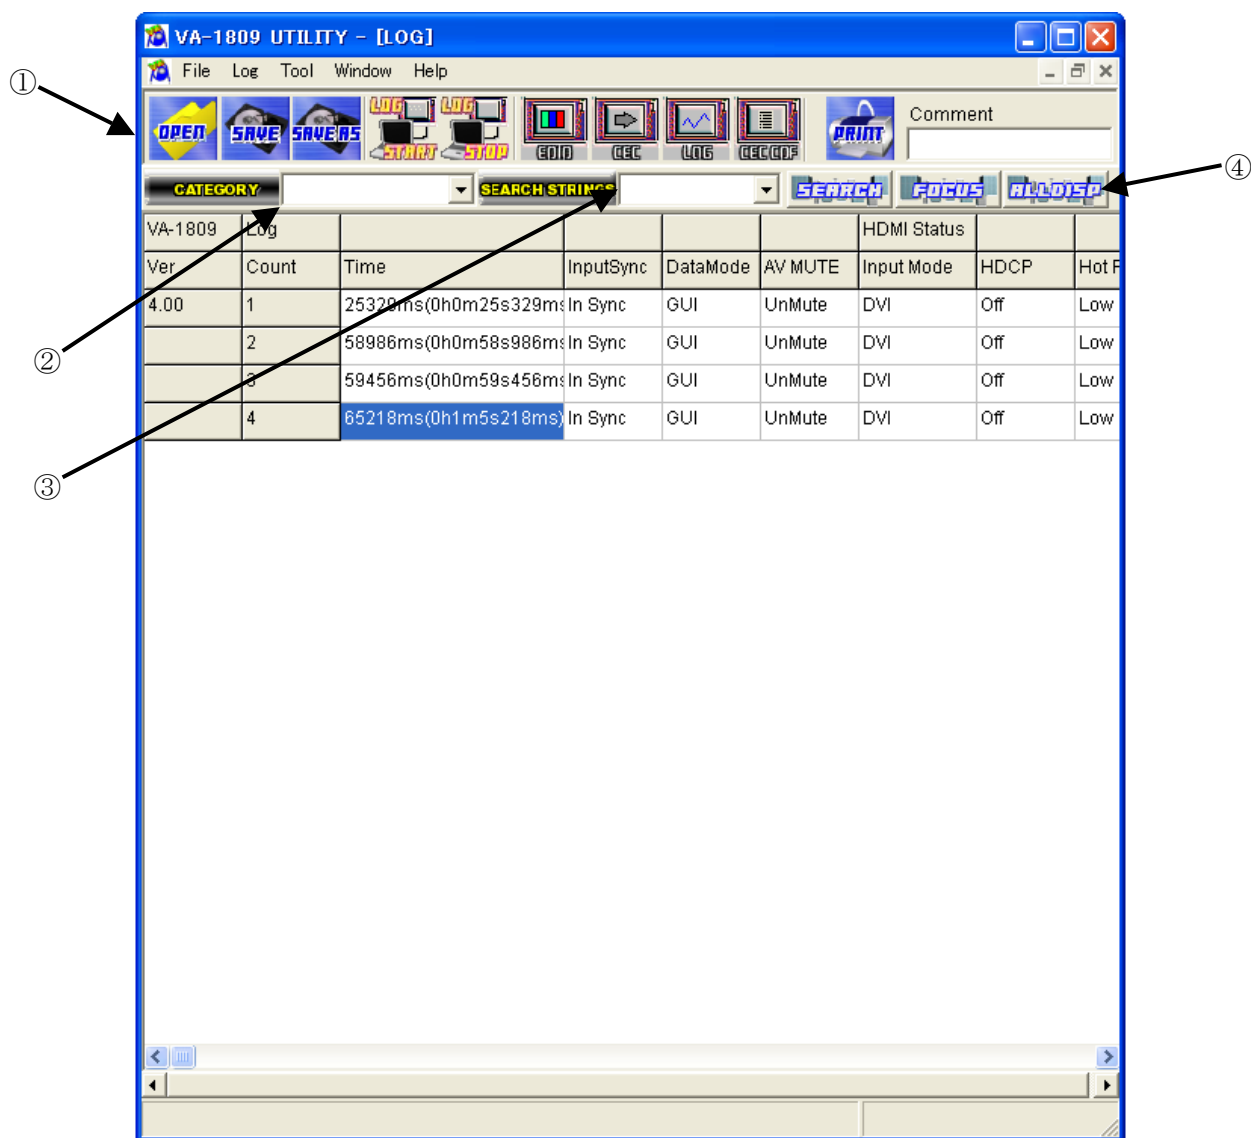 VA-1809 UTILITY - [LOG]
File Log Tool Window Help
①
OPEN SAVE SAVE AS LOG START LOG STOP EDID CEC LOG CEC CDF PRINT
Comment
④
CATEGORY SEARCH STRINGS SEARCH FOCUS ALLDISP
VA-1809 Log HDMI Status
Ver Count Time InputSync DataMode AV MUTE Input Mode HDCP Hot
4.00 1 25329ms(0h0m25s329ms In Sync GUI UnMute DVI Off Low
2 58986ms(0h0m58s986ms In Sync GUI UnMute DVI Off Low
②
3 59456ms(0h0m59s456ms In Sync GUI UnMute DVI Off Low
4 65218ms(0h1m5s218ms) In Sync GUI UnMute DVI Off Low
③